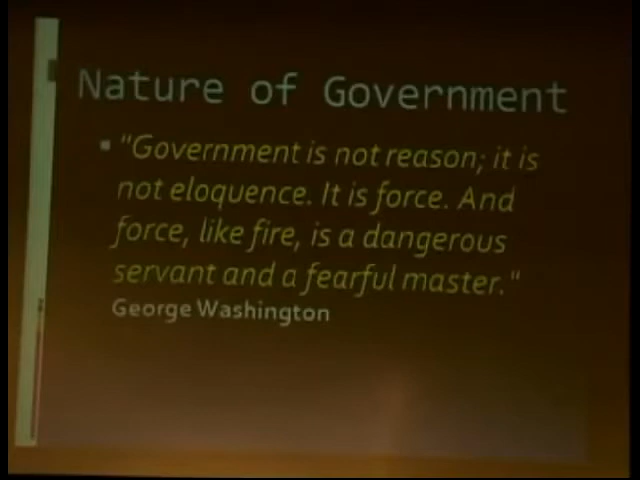 Nature of Government
▪ "Government is not reason; it is
not eloquence. It is force. And
force, like fire, is a dangerous
servant and a fearful master."
George Washington